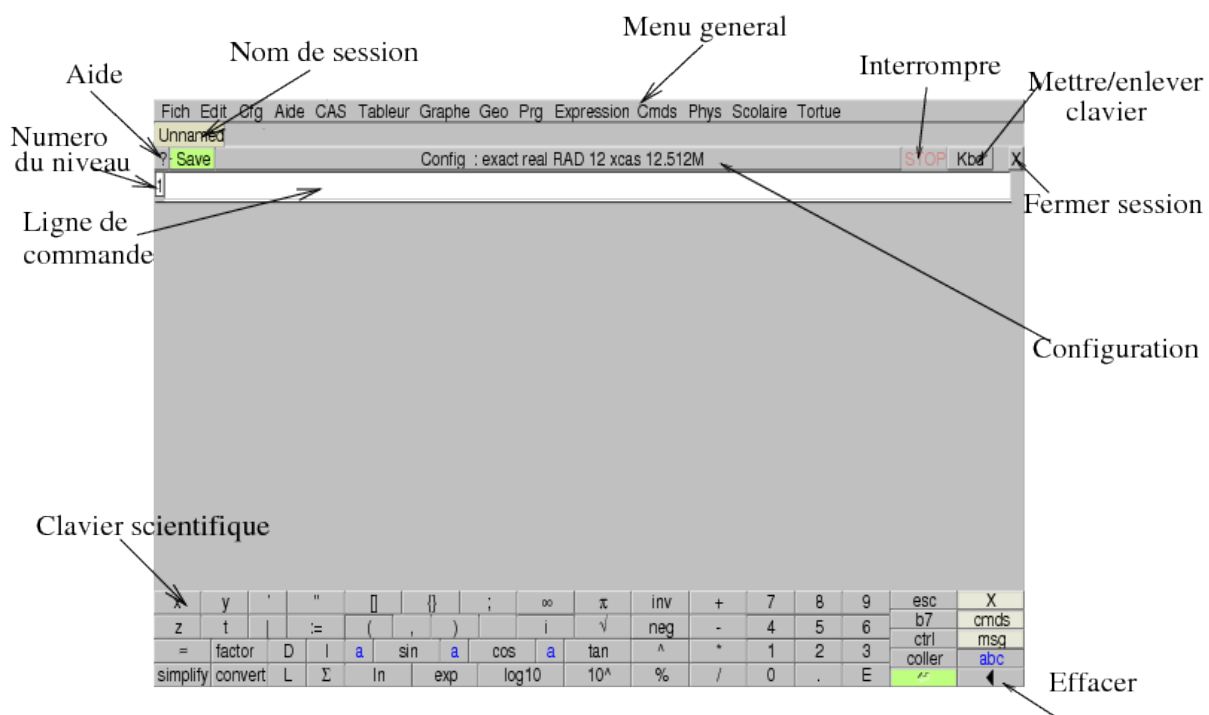 Menu general
Nom de session
Interrompre
Aide
Mettre/enlever
clavier
Fich Edit Cfg Aide CAS Tableur Graphe Geo Prg Expression Cmds Phys Scolaire Tortue
Numero
du niveau
Unnamed
? Save Config : exact real RAD 12 xcas 12.512M STOP Kbd X
1
Fermer session
Ligne de
commande
Configuration
Clavier scientifique
x y ' " [] {} ; ∞ π inv + 7 8 9 esc X
z t | := ( , ) i √ neg - 4 5 6 b7 cmds
= factor D I a sin a cos a tan ^ * 1 2 3 ctrl msg
simplify convert L Σ ln exp log10 10^ % / 0 . E coller abc
Effacer